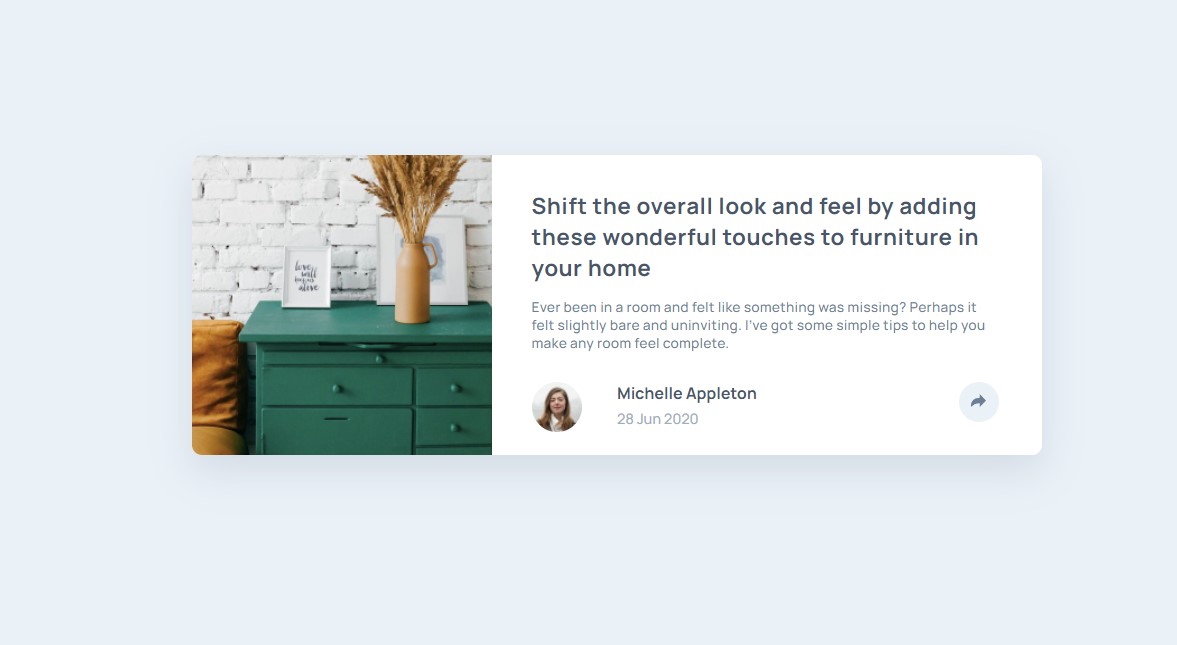 love
will
keep us
alive
Shift the overall look and feel by adding
these wonderful touches to furniture in
your home
Ever been in a room and felt like something was missing? Perhaps it
felt slightly bare and uninviting. I've got some simple tips to help you
make any room feel complete.
Michelle Appleton
28 Jun 2020